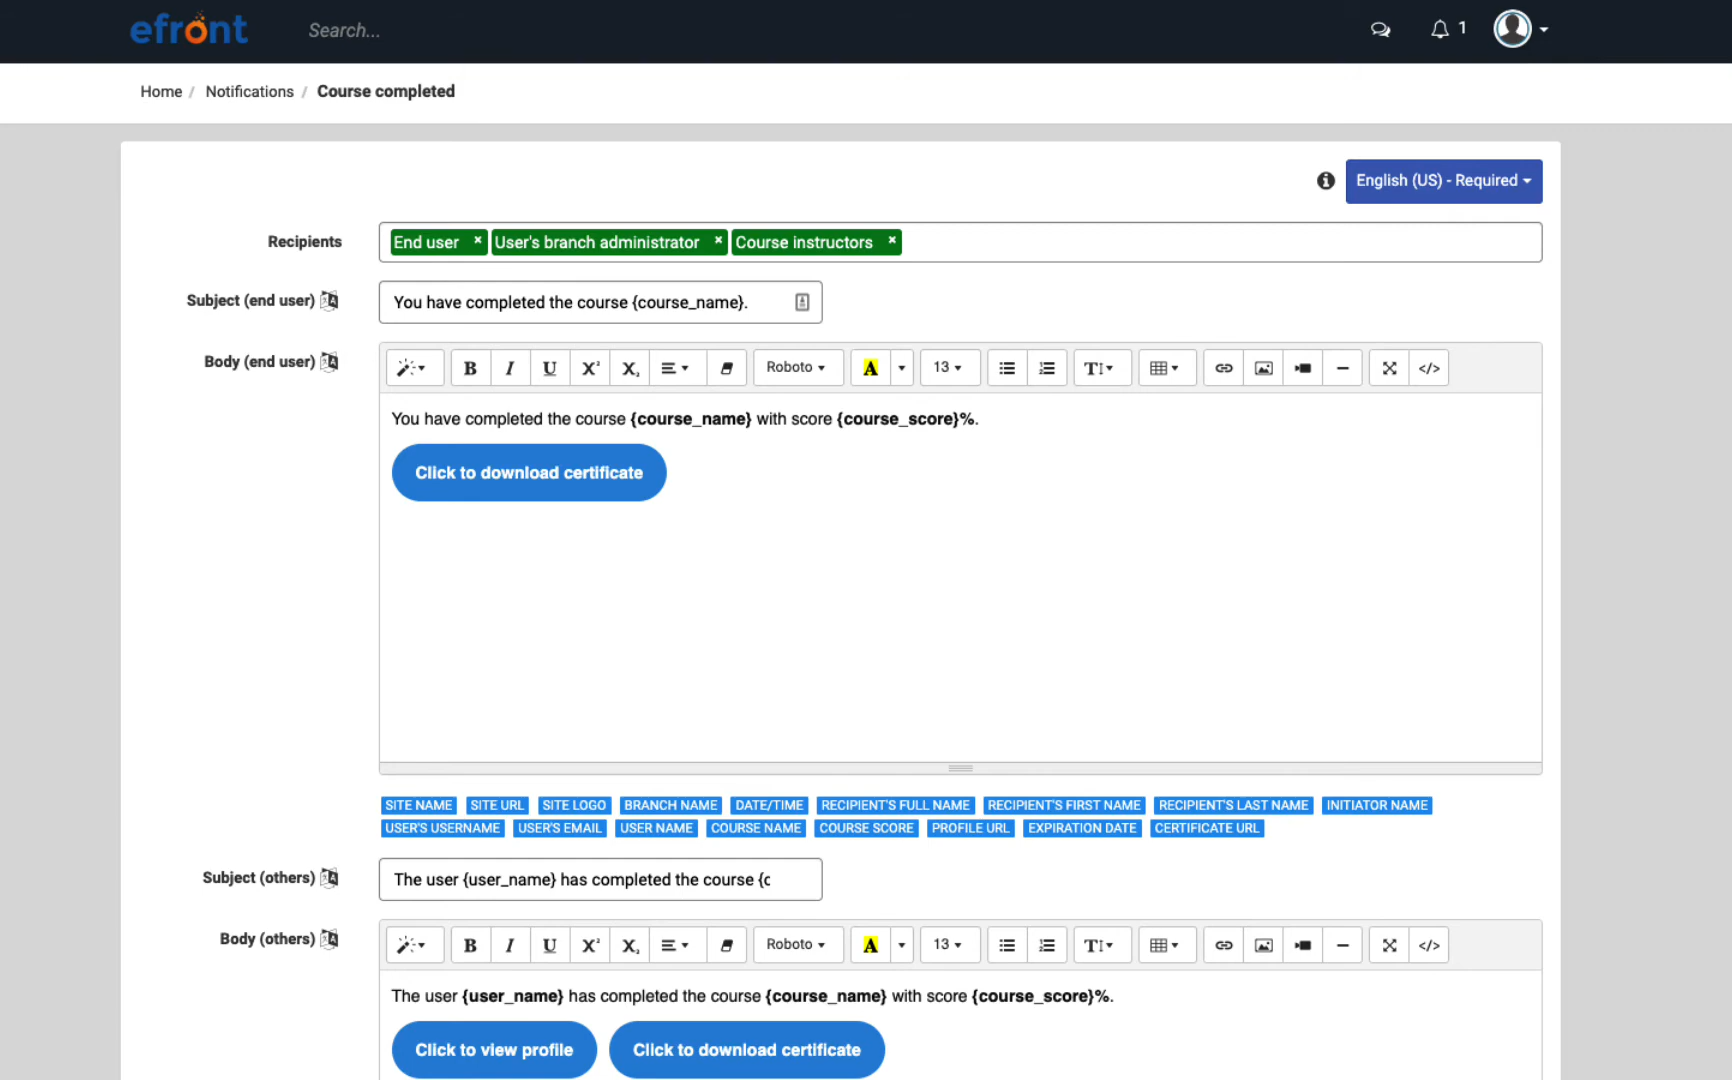 efront Search... 1
Home / Notifications / Course completed
English (US) - Required
Recipients End user × User's branch administrator × Course instructors ×
Subject (end user) You have completed the course {course_name}.
Body (end user) B I U X² X₂ Roboto A 13 T </>
You have completed the course {course_name} with score {course_score}%.
Click to download certificate
SITE NAME SITE URL SITE LOGO BRANCH NAME DATE/TIME RECIPIENT'S FULL NAME RECIPIENT'S FIRST NAME RECIPIENT'S LAST NAME INITIATOR NAME
USER'S USERNAME USER'S EMAIL USER NAME COURSE NAME COURSE SCORE PROFILE URL EXPIRATION DATE CERTIFICATE URL
Subject (others) The user {user_name} has completed the course {c
Body (others) B I U X² X₂ Roboto A 13 T </>
The user {user_name} has completed the course {course_name} with score {course_score}%.
Click to view profile Click to download certificate